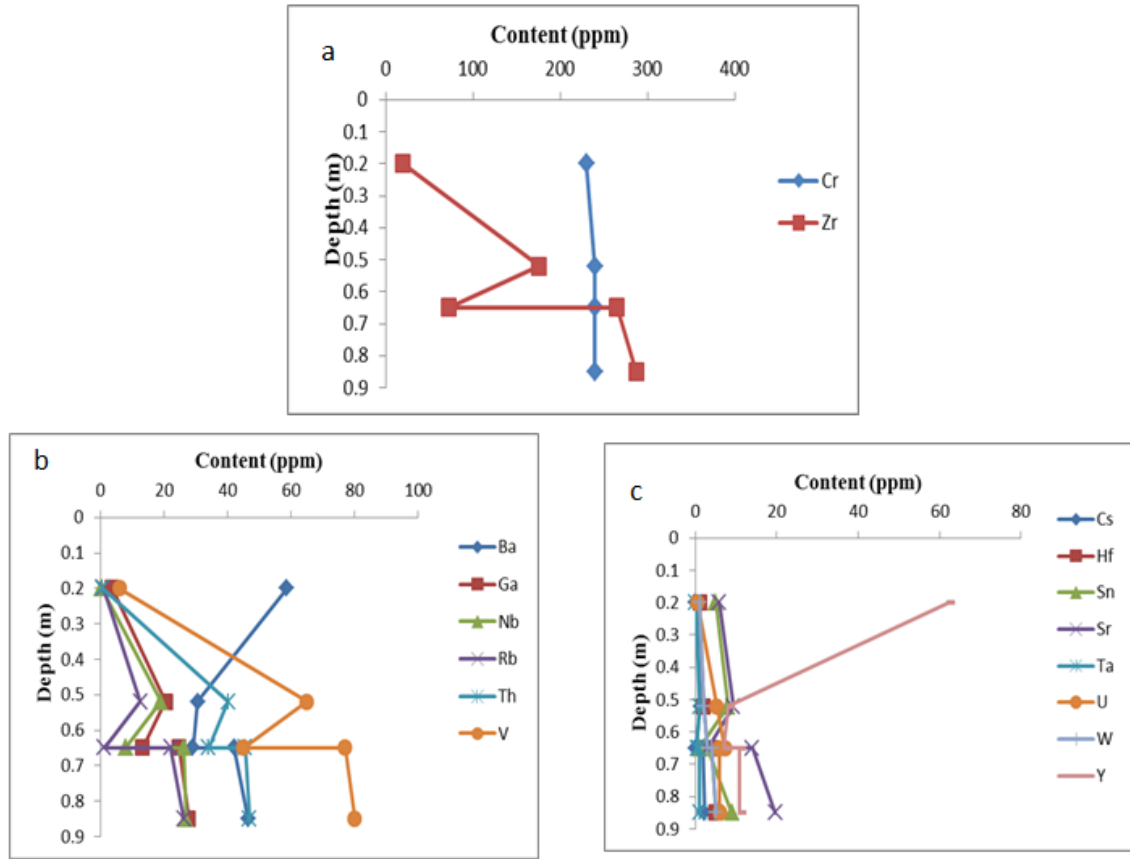 a
Content (ppm)
0 100 200 300 400
Depth (m)
0
0.1
0.2
0.3
0.4
0.5
0.6
0.7
0.8
0.9
Cr
Zr
b
Content (ppm)
0 20 40 60 80 100
Depth (m)
0
0.1
0.2
0.3
0.4
0.5
0.6
0.7
0.8
0.9
Ba
Ga
Nb
Rb
Th
V
c
Content (ppm)
0 20 40 60 80
Depth (m)
0
0.1
0.2
0.3
0.4
0.5
0.6
0.7
0.8
0.9
Cs
Hf
Sn
Sr
Ta
U
W
Y